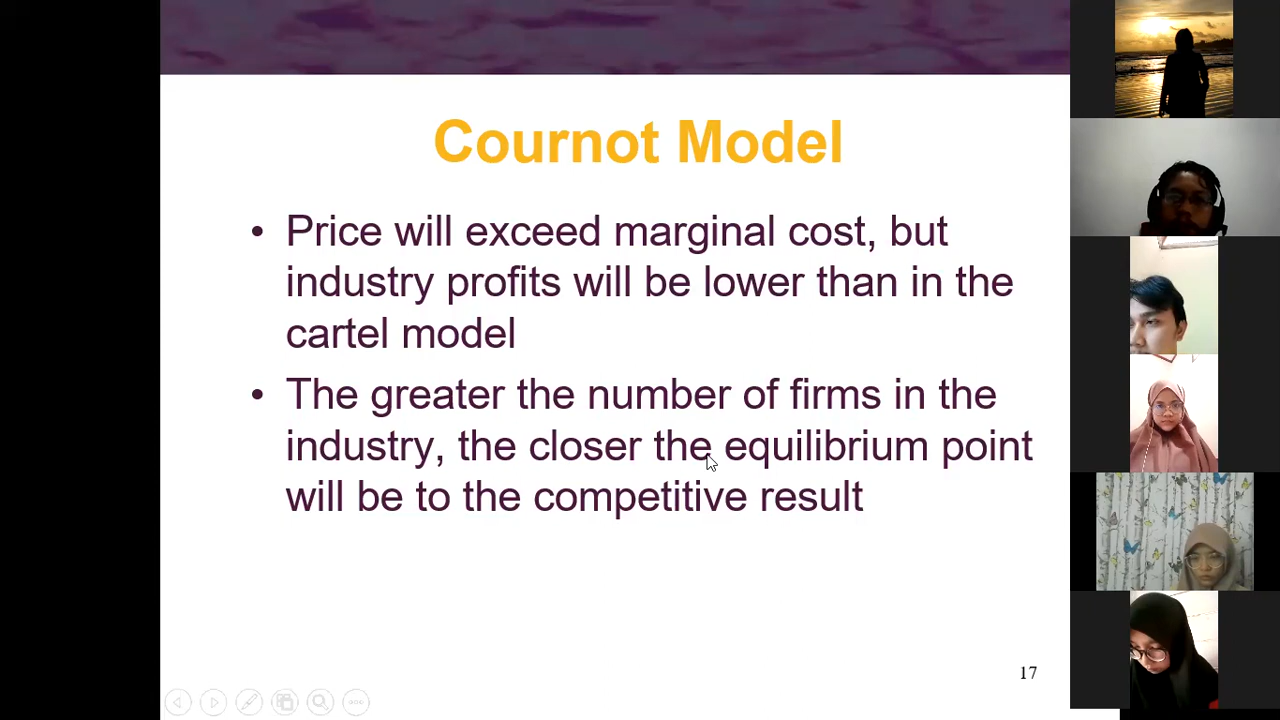 Cournot Model
• Price will exceed marginal cost, but
industry profits will be lower than in the
cartel model
• The greater the number of firms in the
industry, the closer the equilibrium point
will be to the competitive result
17